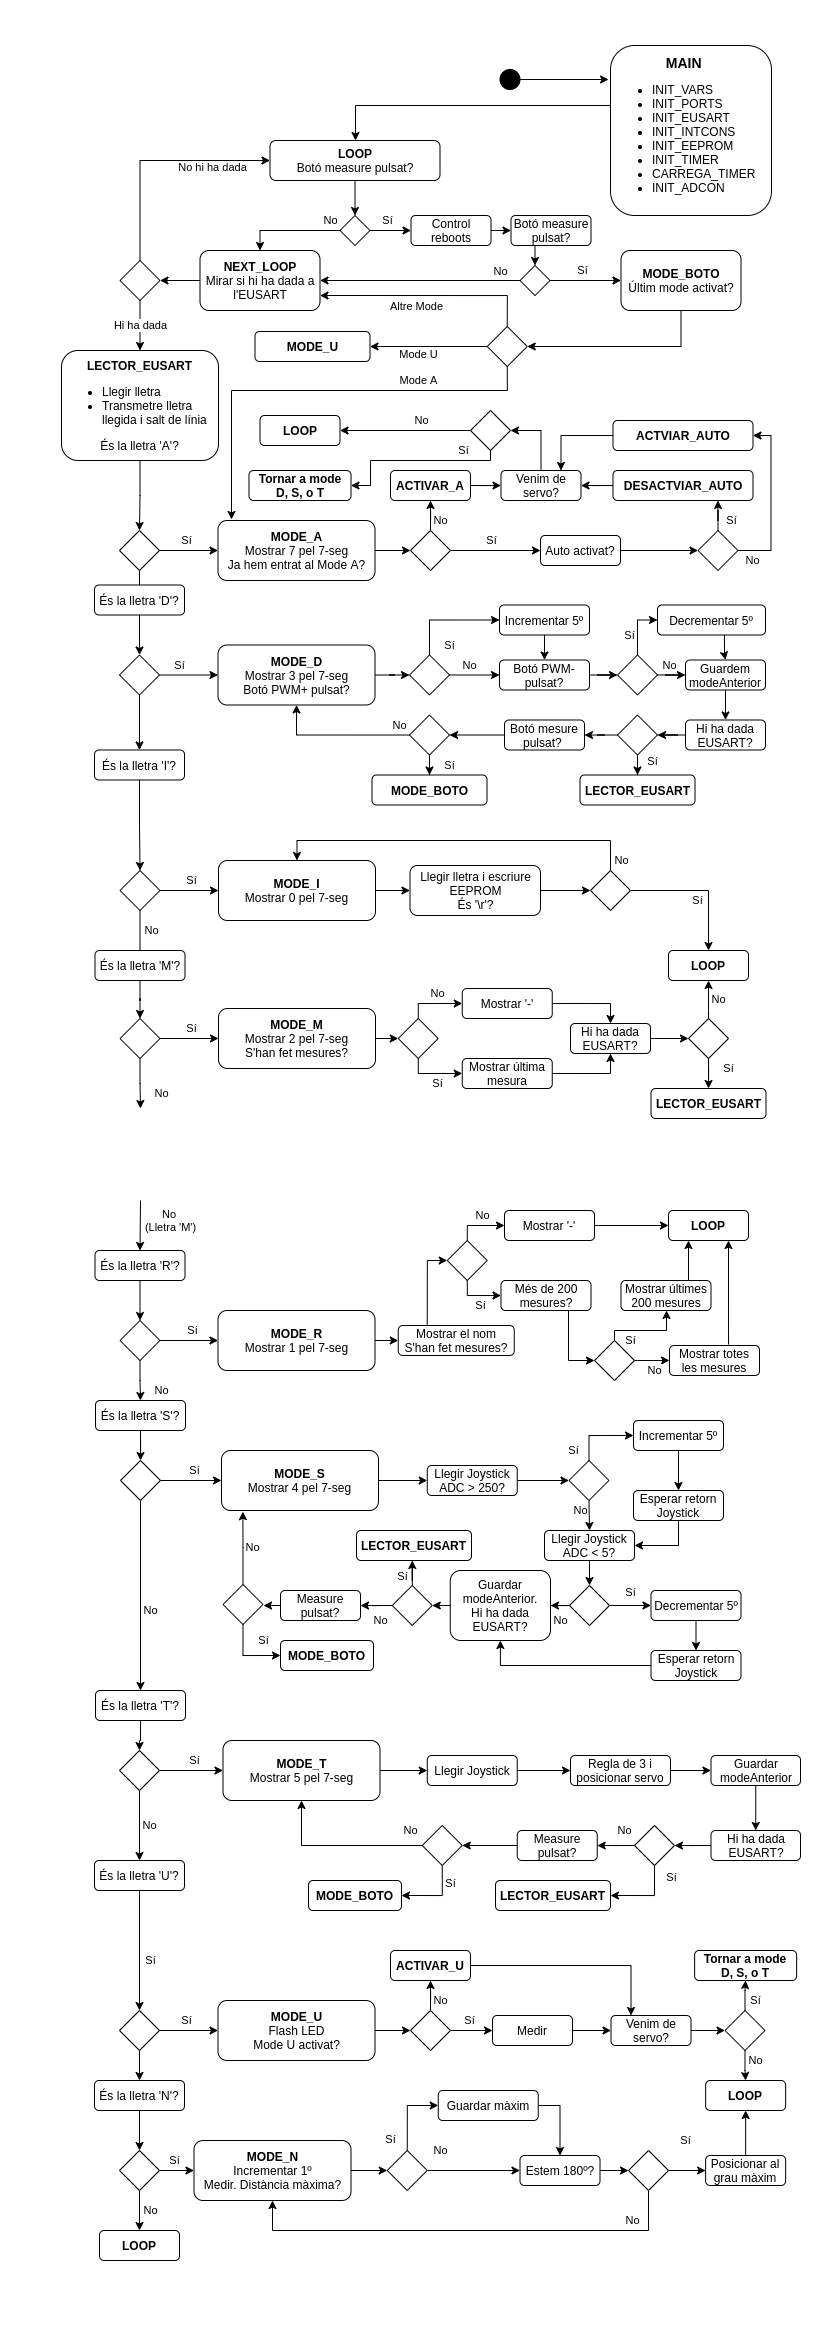 MAIN
INIT_VARS
INIT_PORTS
INIT_EUSART
INIT_INTCONS
INIT_EEPROM
INIT_TIMER
CARREGA_TIMER
INIT_ADCON
LOOP
Botó measure pulsat?
No hi ha dada
No
Sí
Control
reboots
Botó measure
pulsat?
NEXT_LOOP
Mirar si hi ha dada a
l'EUSART
No
Sí
MODE_BOTO
Últim mode activat?
Altre Mode
Hi ha dada
MODE_U
Mode U
Mode A
LECTOR_EUSART
Llegir lletra
Transmetre lletra
llegida i salt de línia
És la lletra 'A'?
LOOP
No
Sí
ACTVIAR_AUTO
Tornar a mode
D, S, o T
ACTIVAR_A
Venim de
servo?
DESACTVIAR_AUTO
Sí
MODE_A
Mostrar 7 pel 7-seg
Ja hem entrat al Mode A?
No
Sí
Auto activat?
Sí
No
És la lletra 'D'?
Sí
MODE_D
Mostrar 3 pel 7-seg
Botó PWM+ pulsat?
Sí
No
Incrementar 5º
Botó PWM-
pulsat?
Sí
No
Decrementar 5º
Guardem
modeAnterior
No
Botó mesure
pulsat?
Hi ha dada
EUSART?
Sí
Sí
És la lletra 'I'?
MODE_BOTO
LECTOR_EUSART
Sí
MODE_I
Mostrar 0 pel 7-seg
Llegir lletra i escriure
EEPROM
És '\r'?
No
Sí
No
És la lletra 'M'?
LOOP
Sí
MODE_M
Mostrar 2 pel 7-seg
S'han fet mesures?
No
Mostrar '-'
Sí
Mostrar última
mesura
Hi ha dada
EUSART?
No
Sí
No
LECTOR_EUSART
No
(Lletra 'M')
No
Mostrar '-'
LOOP
És la lletra 'R'?
Sí
Més de 200
mesures?
Mostrar últimes
200 mesures
Sí
MODE_R
Mostrar 1 pel 7-seg
Mostrar el nom
S'han fet mesures?
Sí
No
Mostrar totes
les mesures
No
És la lletra 'S'?
Sí
MODE_S
Mostrar 4 pel 7-seg
Llegir Joystick
ADC > 250?
Sí
No
Incrementar 5º
Esperar retorn
Joystick
No
LECTOR_EUSART
Llegir Joystick
ADC < 5?
Sí
No
Measure
pulsat?
No
Guardar
modeAnterior.
Hi ha dada
EUSART?
No
Sí
Decrementar 5º
Sí
MODE_BOTO
Esperar retorn
Joystick
És la lletra 'T'?
Sí
MODE_T
Mostrar 5 pel 7-seg
Llegir Joystick
Regla de 3 i
posicionar servo
Guardar
modeAnterior
No
No
Measure
pulsat?
No
Hi ha dada
EUSART?
És la lletra 'U'?
Sí
Sí
MODE_BOTO
LECTOR_EUSART
Sí
ACTIVAR_U
Tornar a mode
D, S, o T
Sí
MODE_U
Flash LED
Mode U activat?
No
Sí
Medir
Venim de
servo?
Sí
No
És la lletra 'N'?
LOOP
Guardar màxim
Sí
MODE_N
Incrementar 1º
Medir. Distància màxima?
Sí
No
Estem 180º?
Sí
Posicionar al
grau màxim
No
No
LOOP